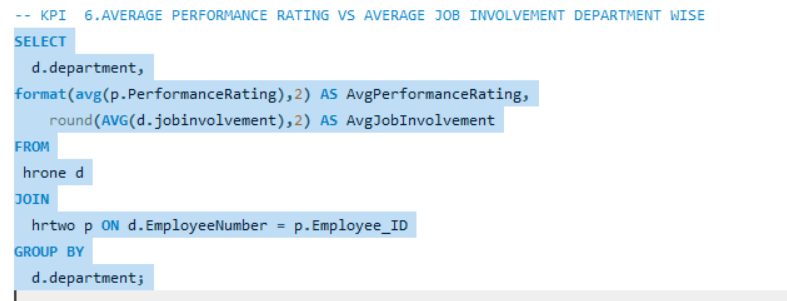 -- KPI  6.AVERAGE PERFORMANCE RATING VS AVERAGE JOB INVOLVEMENT DEPARTMENT WISE
SELECT
  d.department,
format(avg(p.PerformanceRating),2) AS AvgPerformanceRating,
    round(AVG(d.jobinvolvement),2) AS AvgJobInvolvement
FROM
 hrone d
JOIN
  hrtwo p ON d.EmployeeNumber = p.Employee_ID
GROUP BY
  d.department;